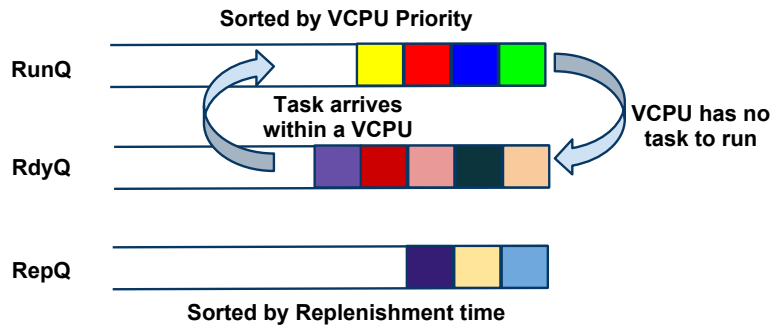 Sorted by VCPU Priority
RunQ
Task arrives
within a VCPU
VCPU has no
task to run
RdyQ
RepQ
Sorted by Replenishment time